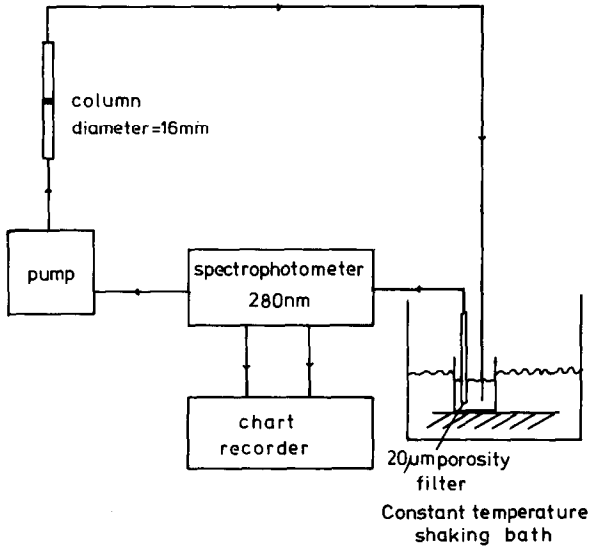 column
diameter=16mm
pump
spectrophotometer
280nm
chart
recorder
20µm porosity
filter
Constant temperature
shaking bath